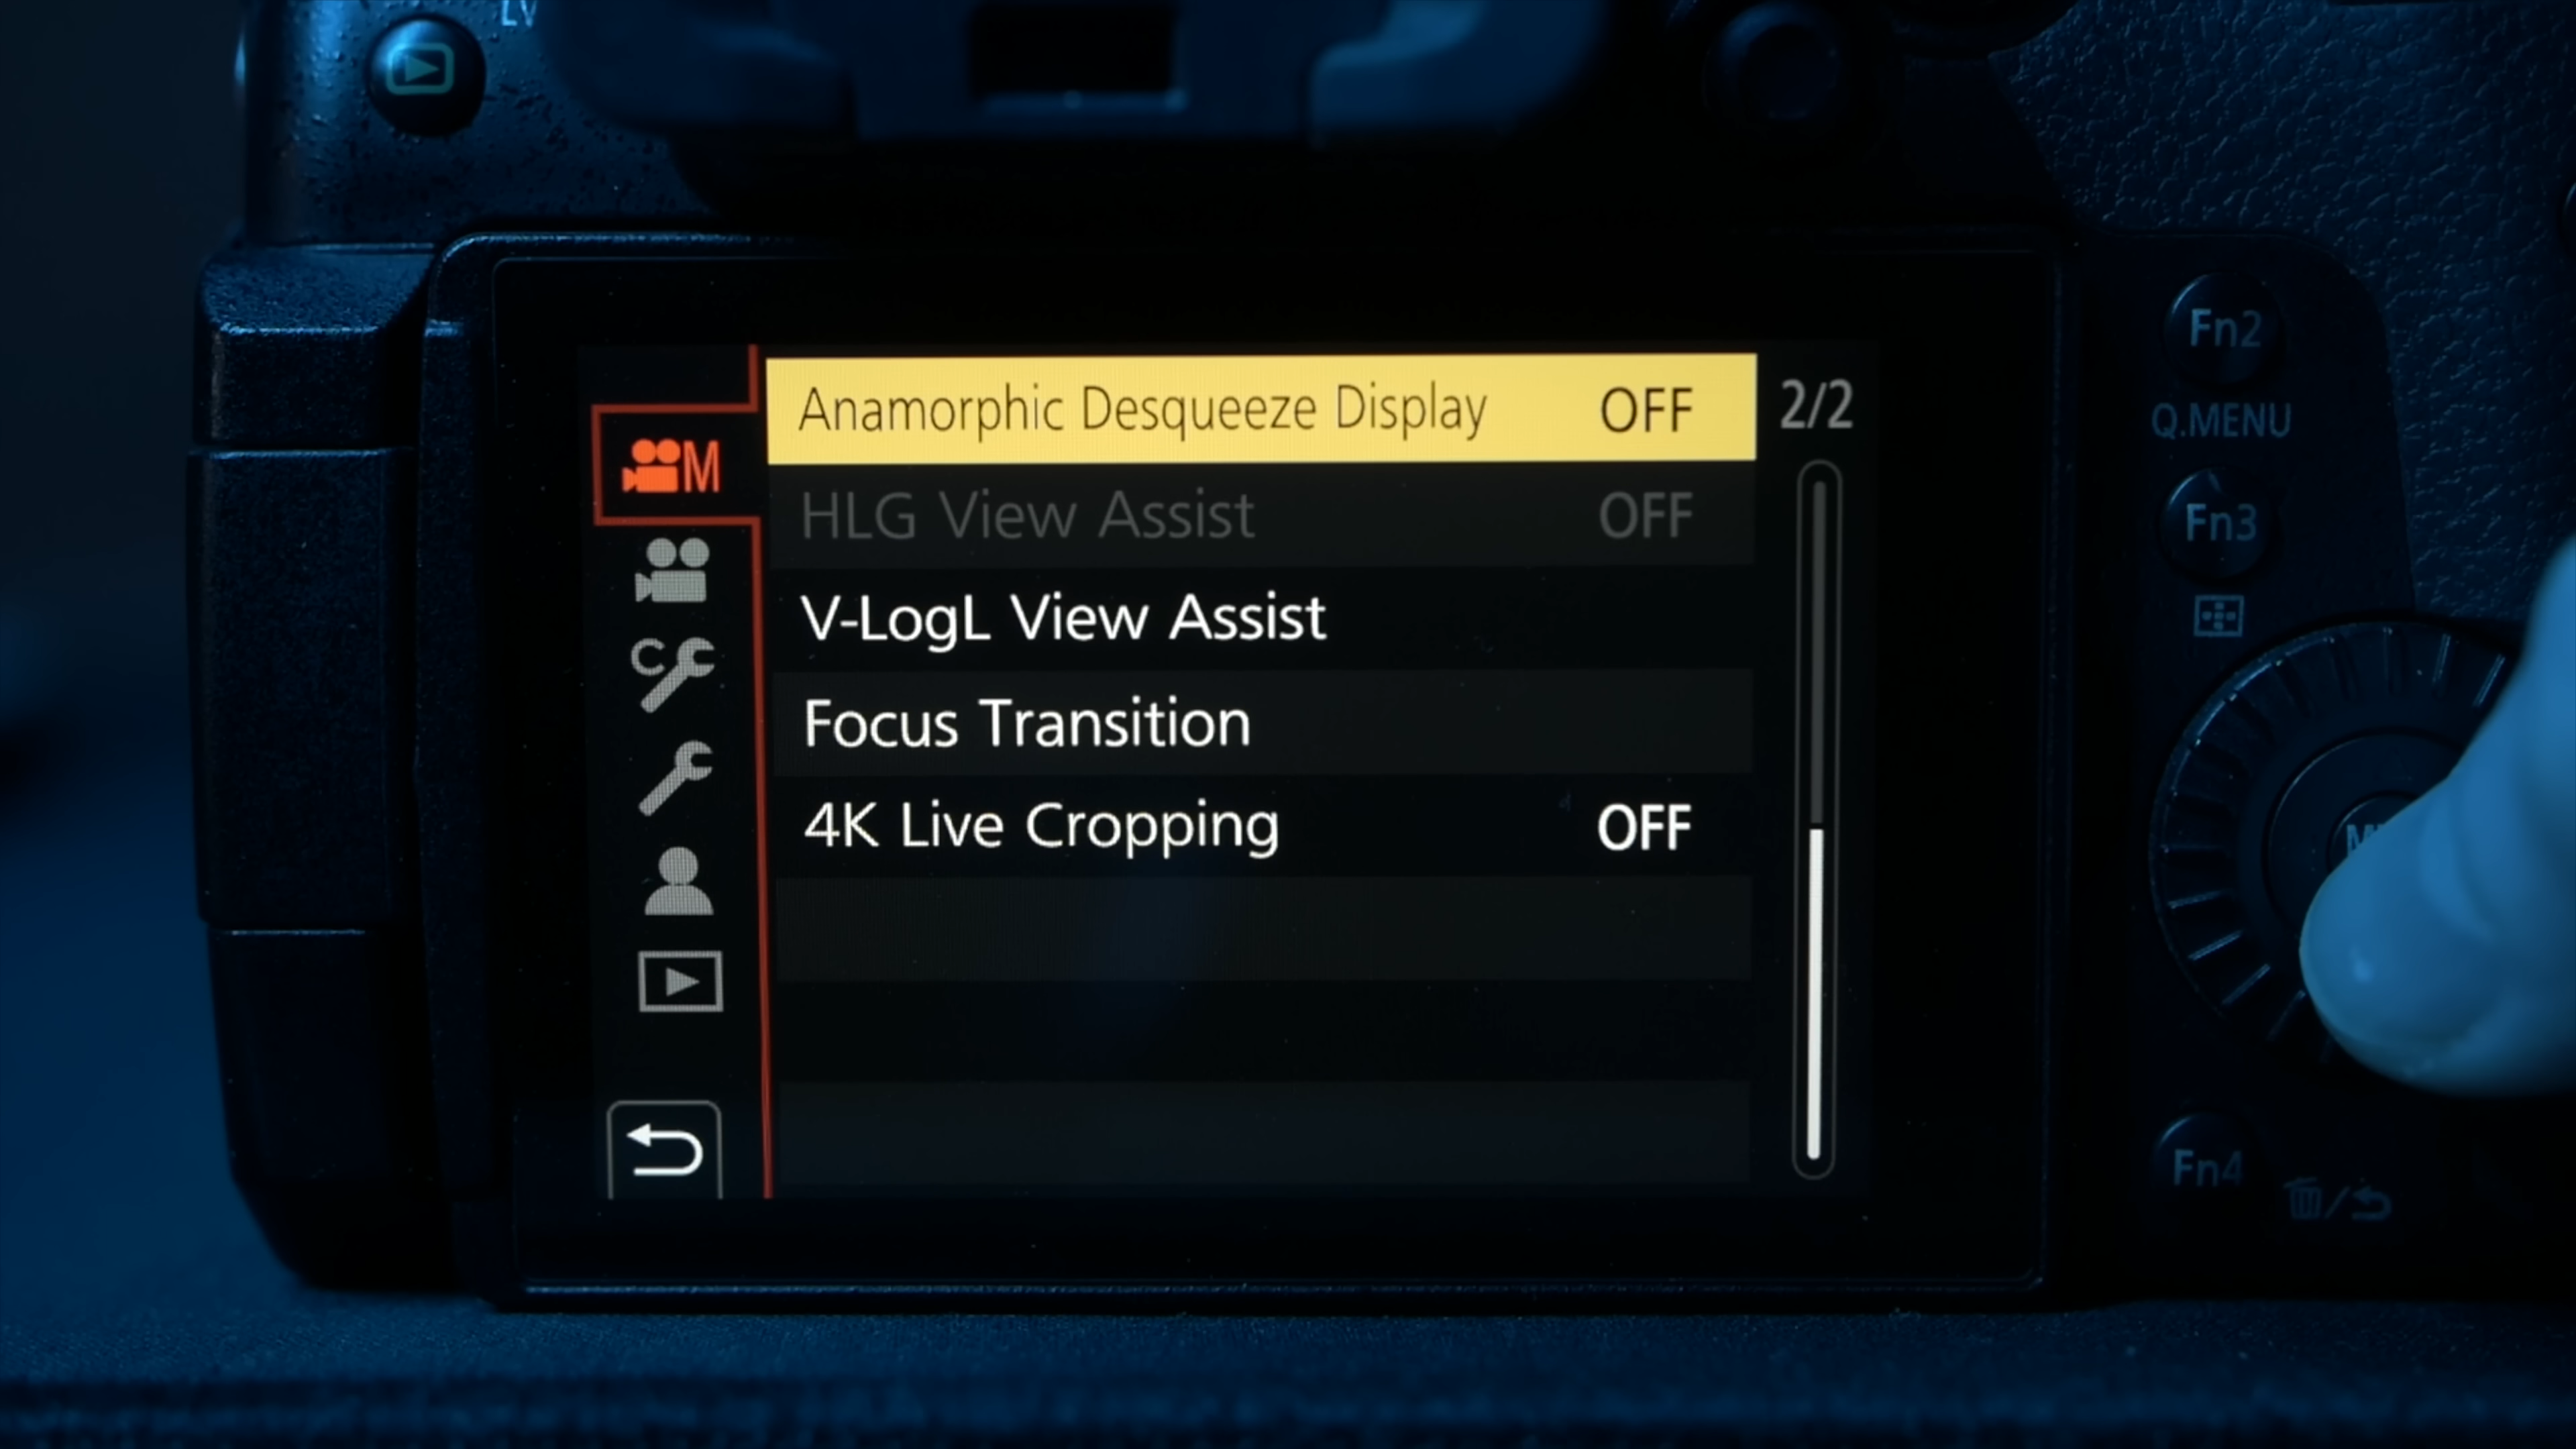 LV
M
Anamorphic Desqueeze Display OFF 2/2
HLG View Assist OFF
V-LogL View Assist
Focus Transition
4K Live Cropping OFF
C
Fn2
Q.MENU
Fn3
Fn4